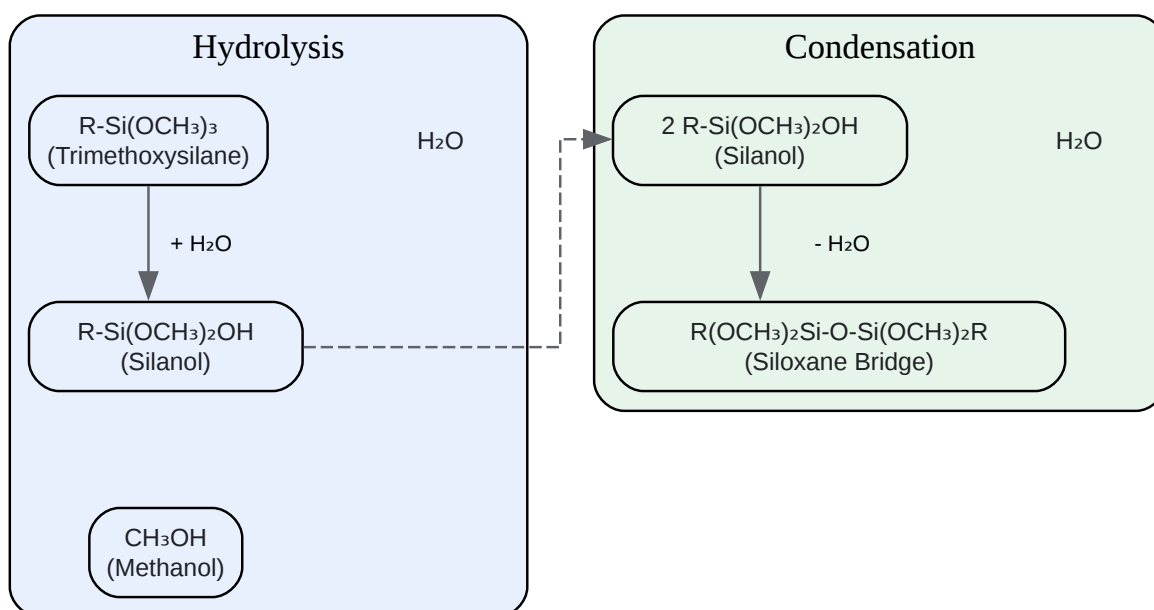 Hydrolysis
R-Si(OCH₃)₃
(Trimethoxysilane)
H₂O
+ H₂O
R-Si(OCH₃)₂OH
(Silanol)
CH₃OH
(Methanol)
Condensation
2 R-Si(OCH₃)₂OH
(Silanol)
H₂O
- H₂O
R(OCH₃)₂Si-O-Si(OCH₃)₂R
(Siloxane Bridge)